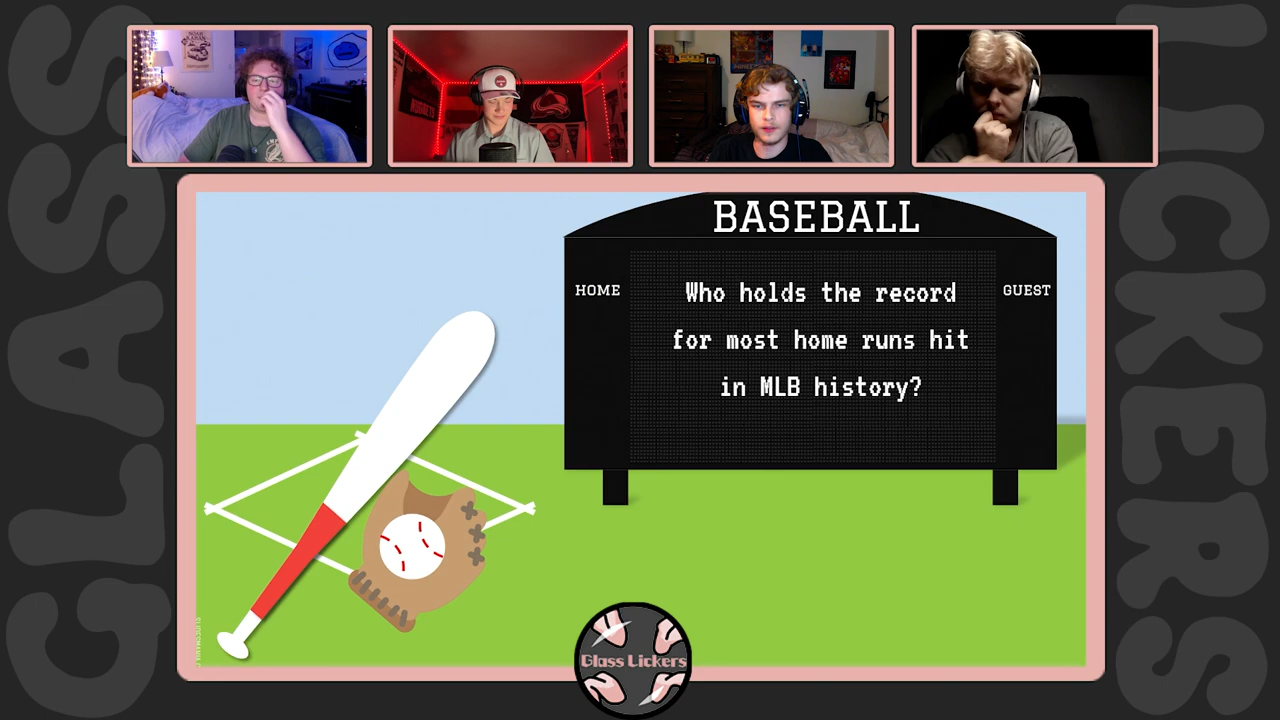 GLASS
LICKERS
NUGGETS
BASEBALL
HOME
GUEST
Who holds the record
for most home runs hit
in MLB history?
Glass Lickers